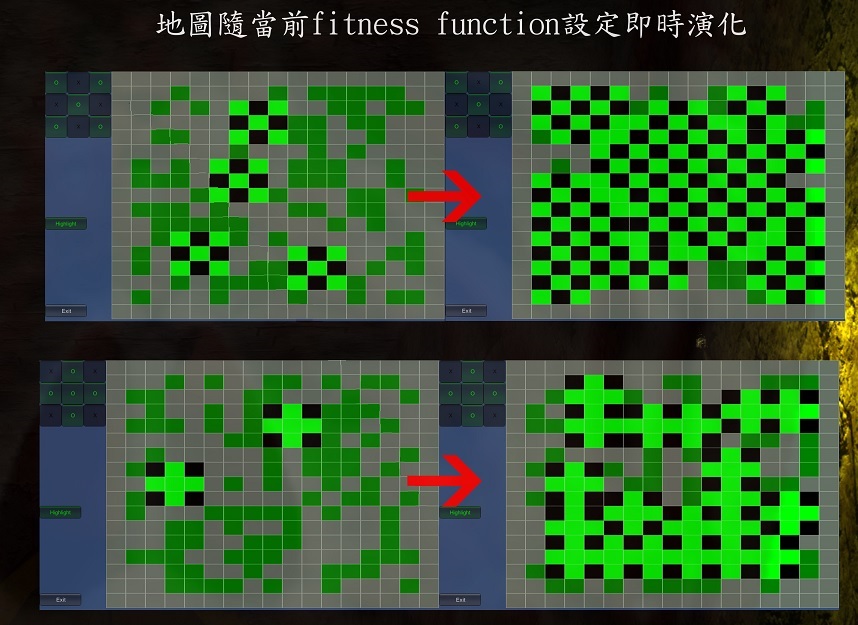 地圖隨當前fitness function設定即時演化
O X O O X O
X O X X O X
O X O O X O
Highlight Highlight
Exit Exit
X O X X O X
O O O O O O
X O X X O X
Highlight Highlight
Exit Exit